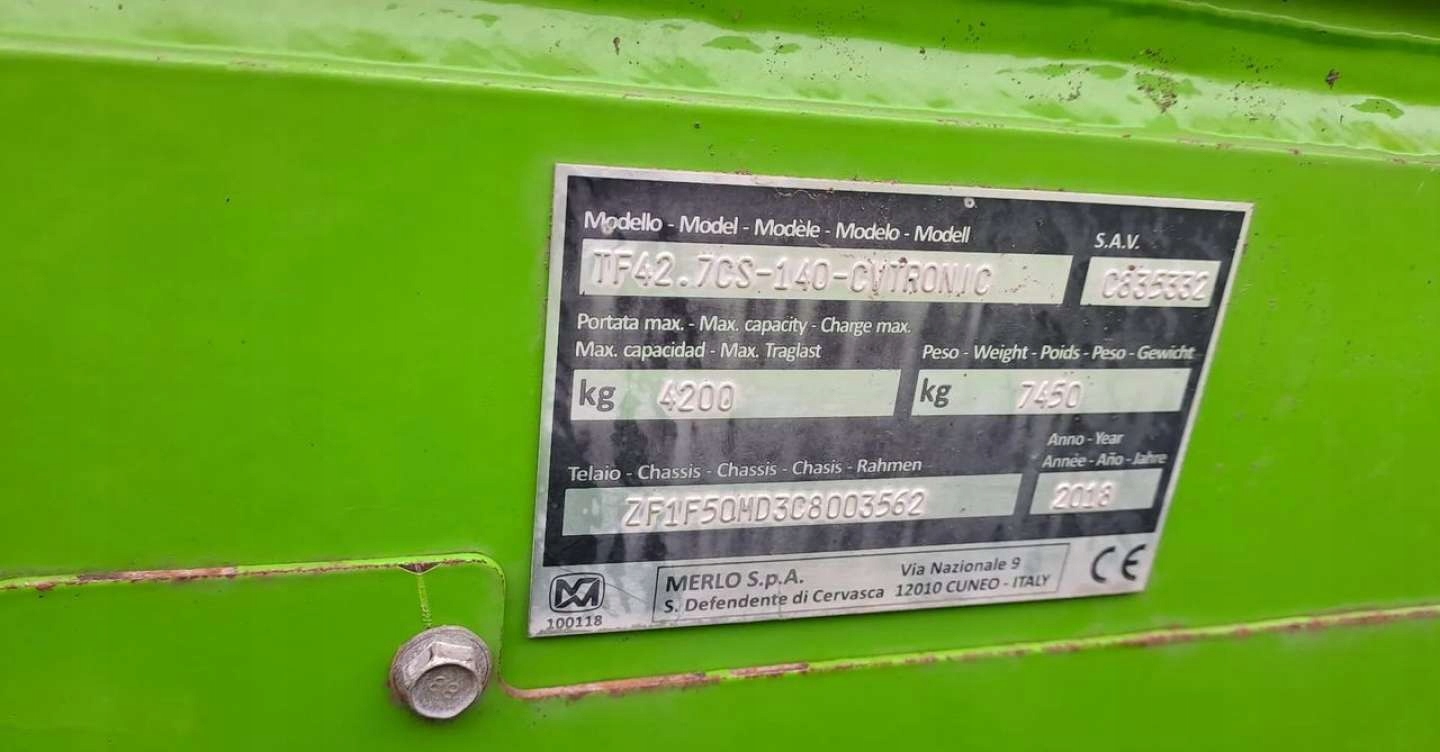 Modello - Model - Modèle - Modelo - Modell
S.A.V.
TF42.7CS-140-CVTRONIC
C835332
Portata max. - Max. capacity - Charge max.
Max. capacidad - Max. Traglast
Peso - Weight - Poids - Peso - Gewicht
kg 4200
kg 7450
Anno - Year
Année - Año - Jahre
Telaio - Chassis - Chassis - Chasis - Rahmen
ZF1F50MD3C8003562
2018
MERLO S.p.A.
Via Nazionale 9
S. Defendente di Cervasca 12010 CUNEO - ITALY
CE
100118